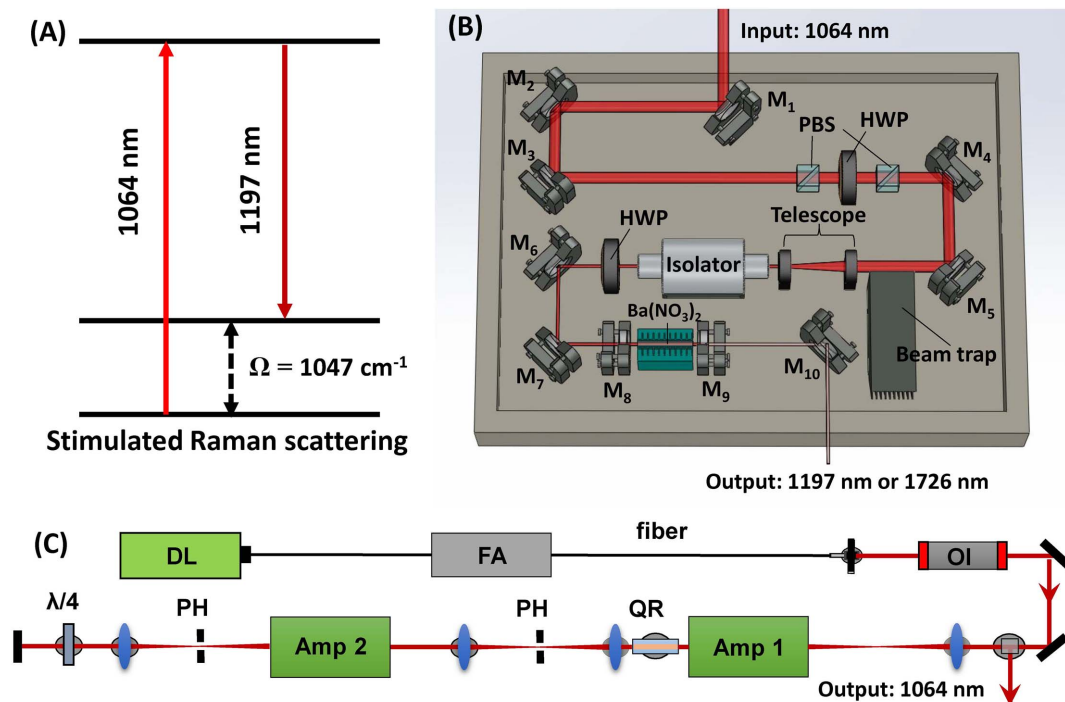 (A)
1064 nm
1197 nm
Ω = 1047 cm⁻¹
Stimulated Raman scattering
(B)
Input: 1064 nm
M₂
M₁
PBS
HWP
M₃
M₄
HWP
Telescope
M₆
Isolator
Ba(NO₃)₂
M₅
M₇
M₈
M₉
M₁₀
Beam trap
Output: 1197 nm or 1726 nm
(C)
DL
FA
fiber
OI
λ/4
PH
Amp 2
PH
QR
Amp 1
Output: 1064 nm